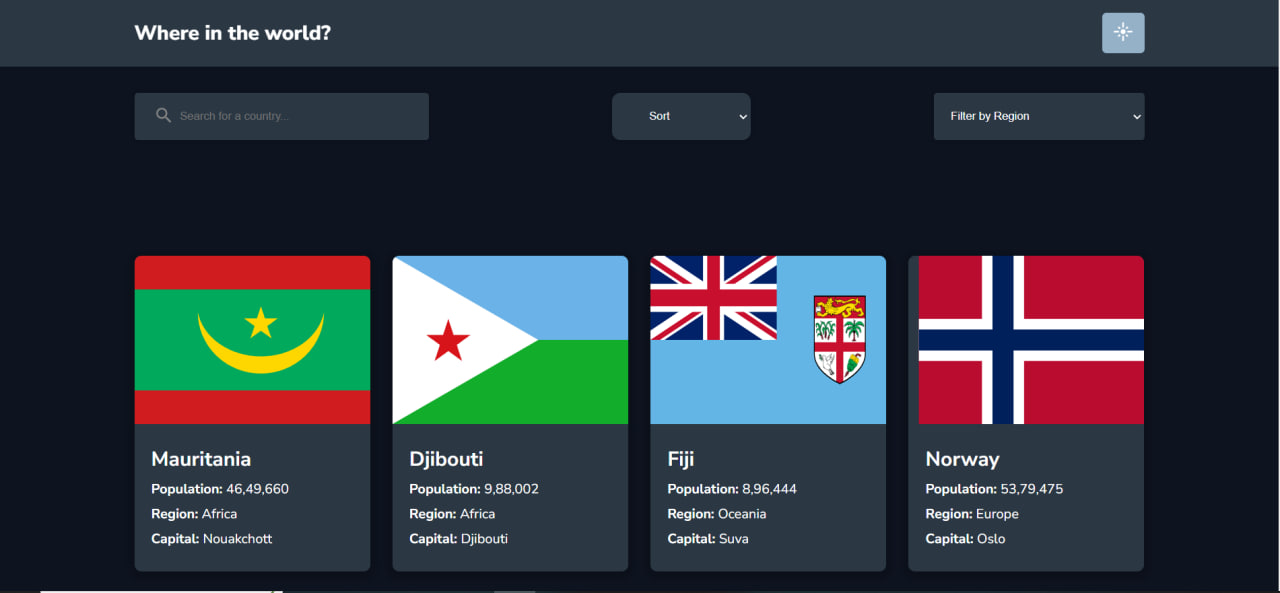 Where in the world?
Search for a country...
Sort
Filter by Region
Mauritania
Population: 46,49,660
Region: Africa
Capital: Nouakchott
Djibouti
Population: 9,88,002
Region: Africa
Capital: Djibouti
Fiji
Population: 8,96,444
Region: Oceania
Capital: Suva
Norway
Population: 53,79,475
Region: Europe
Capital: Oslo